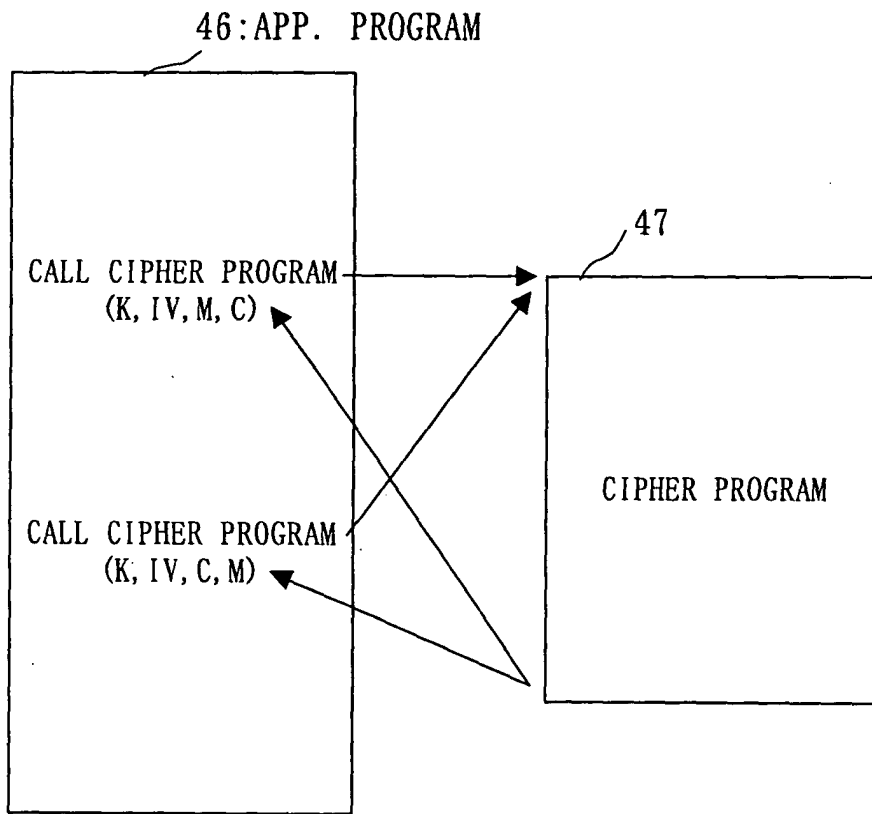 46:APP. PROGRAM
47
CALL CIPHER PROGRAM
(K, IV, M, C)
CIPHER PROGRAM
CALL CIPHER PROGRAM
(K, IV, C, M)